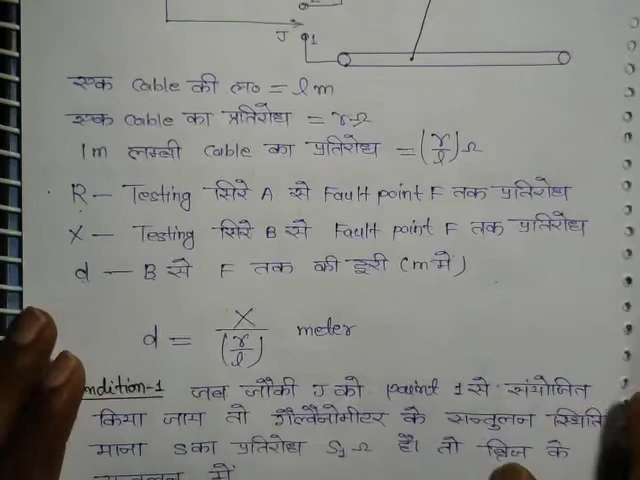 J 1
एक Cable की ल० = l m
एक Cable का प्रतिरोध = r Ω
1m लम्बी Cable का प्रतिरोध = (r/l) Ω
R — Testing सिरे A से Fault point F तक प्रतिरोध
X — Testing सिरे B से Fault point F तक प्रतिरोध
d — B से F तक की दूरी (m में)
d = X/(r/l) meter
ndition-1 जब जौकी J को point 1 से संयोजित
किया जाय तो गैल्वेनोमीटर के सन्तुलन स्थिति
माना S का प्रतिरोध S₁ Ω है। तो ब्रिज के
में